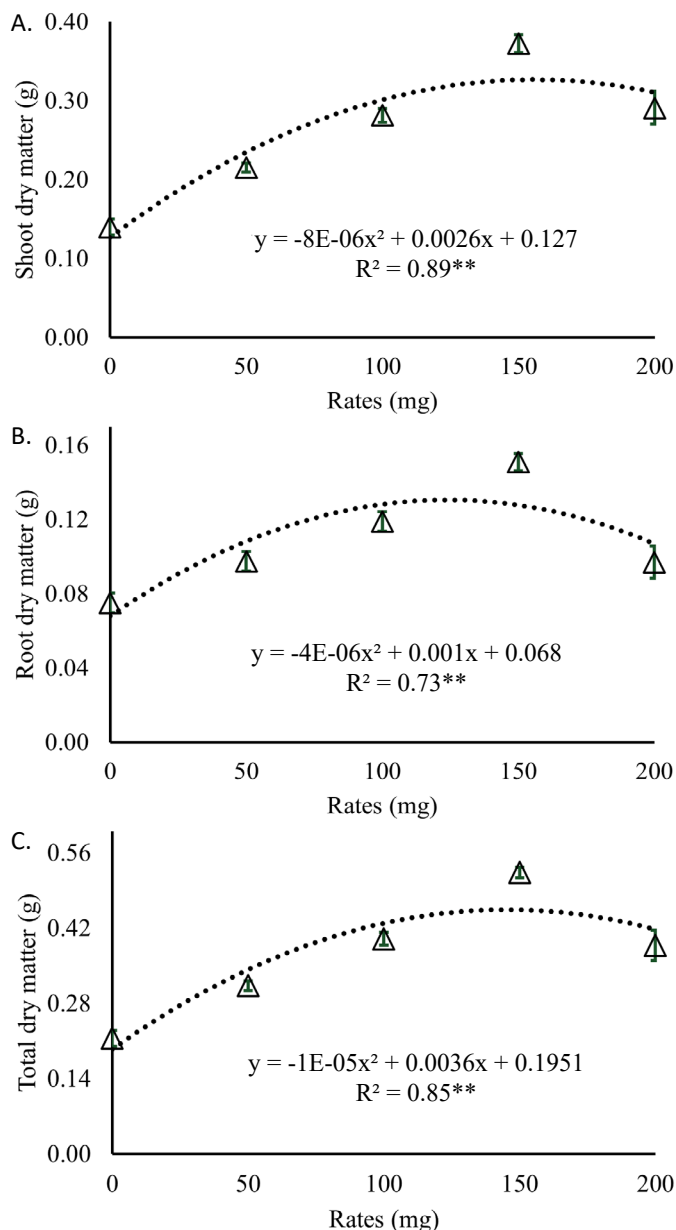 A.
0.40
0.30
0.20
0.10
0.00
Shoot dry matter (g)
y = -8E-06x² + 0.0026x + 0.127
R² = 0.89**
0 50 100 150 200
Rates (mg)
B.
0.16
0.12
0.08
0.04
0.00
Root dry matter (g)
y = -4E-06x² + 0.001x + 0.068
R² = 0.73**
0 50 100 150 200
Rates (mg)
C.
0.56
0.42
0.28
0.14
0.00
Total dry matter (g)
y = -1E-05x² + 0.0036x + 0.1951
R² = 0.85**
0 50 100 150 200
Rates (mg)